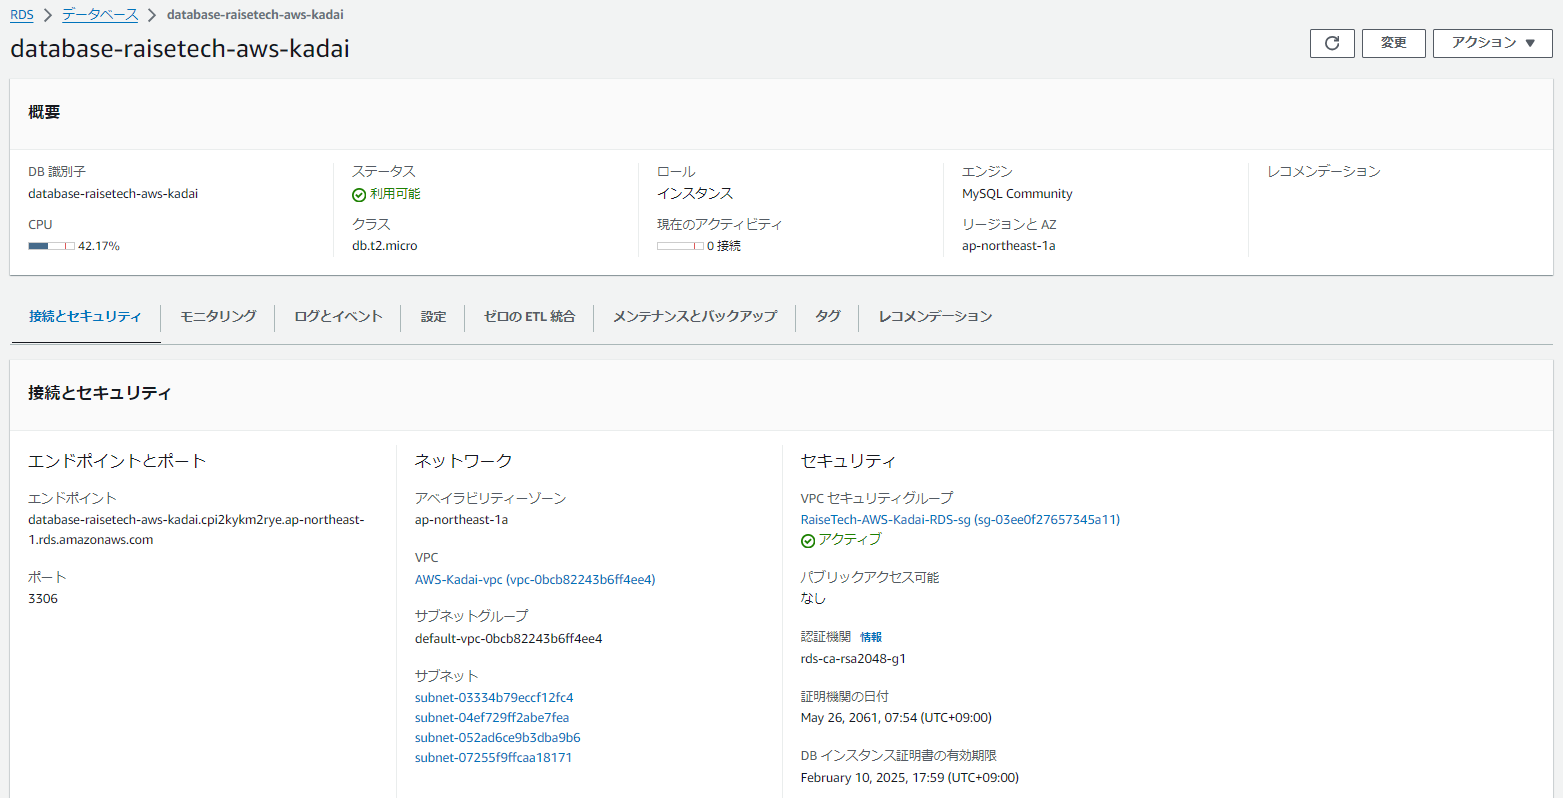 RDS > データベース > database-raisetech-aws-kadai
database-raisetech-aws-kadai
変更
アクション ▼
概要
DB 識別子
database-raisetech-aws-kadai
CPU
42.17%
ステータス
利用可能
クラス
db.t2.micro
ロール
インスタンス
現在のアクティビティ
0 接続
エンジン
MySQL Community
リージョンと AZ
ap-northeast-1a
レコメンデーション
接続とセキュリティ
モニタリング
ログとイベント
設定
ゼロの ETL 統合
メンテナンスとバックアップ
タグ
レコメンデーション
接続とセキュリティ
エンドポイントとポート
エンドポイント
database-raisetech-aws-kadai.cpi2kykm2rye.ap-northeast-
1.rds.amazonaws.com
ポート
3306
ネットワーク
アベイラビリティーゾーン
ap-northeast-1a
VPC
AWS-Kadai-vpc (vpc-0bcb82243b6ff4ee4)
サブネットグループ
default-vpc-0bcb82243b6ff4ee4
サブネット
subnet-03334b79eccf12fc4
subnet-04ef729ff2abe7fea
subnet-052ad6ce9b3dba9b6
subnet-07255f9ffcaa18171
セキュリティ
VPC セキュリティグループ
RaiseTech-AWS-Kadai-RDS-sg (sg-03ee0f27657345a11)
アクティブ
パブリックアクセス可能
なし
認証機関 情報
rds-ca-rsa2048-g1
証明機関の日付
May 26, 2061, 07:54 (UTC+09:00)
DB インスタンス証明書の有効期限
February 10, 2025, 17:59 (UTC+09:00)